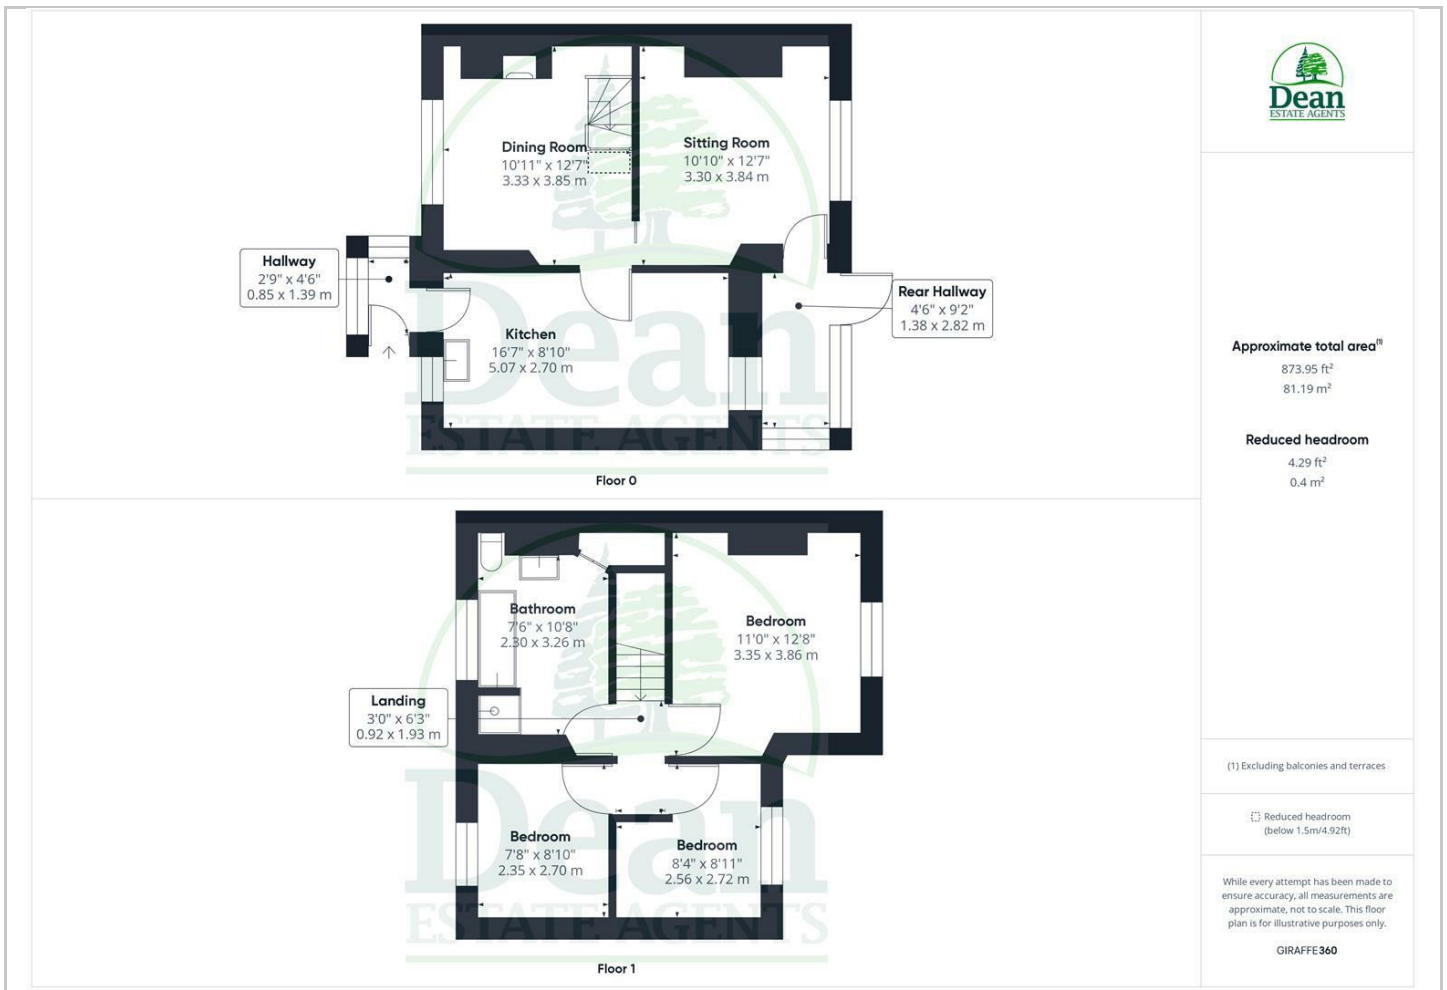 Dining Room
10'11" x 12'7"
3.33 x 3.85 m
Sitting Room
10'10" x 12'7"
3.30 x 3.84 m
Hallway
2'9" x 4'6"
0.85 x 1.39 m
Rear Hallway
4'6" x 9'2"
1.38 x 2.82 m
Kitchen
16'7" x 8'10"
5.07 x 2.70 m
Dean
ESTATE AGENTS
Floor 0
Bathroom
7'6" x 10'8"
2.30 x 3.26 m
Bedroom
11'0" x 12'8"
3.35 x 3.86 m
Landing
3'0" x 6'3"
0.92 x 1.93 m
Bedroom
7'8" x 8'10"
2.35 x 2.70 m
Bedroom
8'4" x 8'11"
2.56 x 2.72 m
Dean
ESTATE AGENTS
Floor 1
Dean
ESTATE AGENTS
Approximate total area(1)
873.95 ft²
81.19 m²
Reduced headroom
4.29 ft²
0.4 m²
(1) Excluding balconies and terraces
Reduced headroom
(below 1.5m/4.92ft)
While every attempt has been made to
ensure accuracy, all measurements are
approximate, not to scale. This floor
plan is for illustrative purposes only.
GIRAFFE360